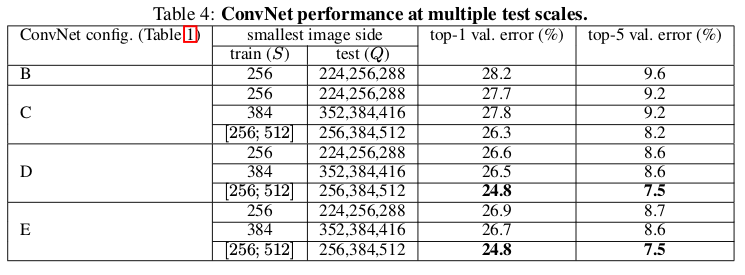 Table 4: ConvNet performance at multiple test scales.
ConvNet config. (Table 1) smallest image side top-1 val. error (%) top-5 val. error (%)
train (S) test (Q)
B 256 224,256,288 28.2 9.6
256 224,256,288 27.7 9.2
C 384 352,384,416 27.8 9.2
[256; 512] 256,384,512 26.3 8.2
256 224,256,288 26.6 8.6
D 384 352,384,416 26.5 8.6
[256; 512] 256,384,512 24.8 7.5
256 224,256,288 26.9 8.7
E 384 352,384,416 26.7 8.6
[256; 512] 256,384,512 24.8 7.5